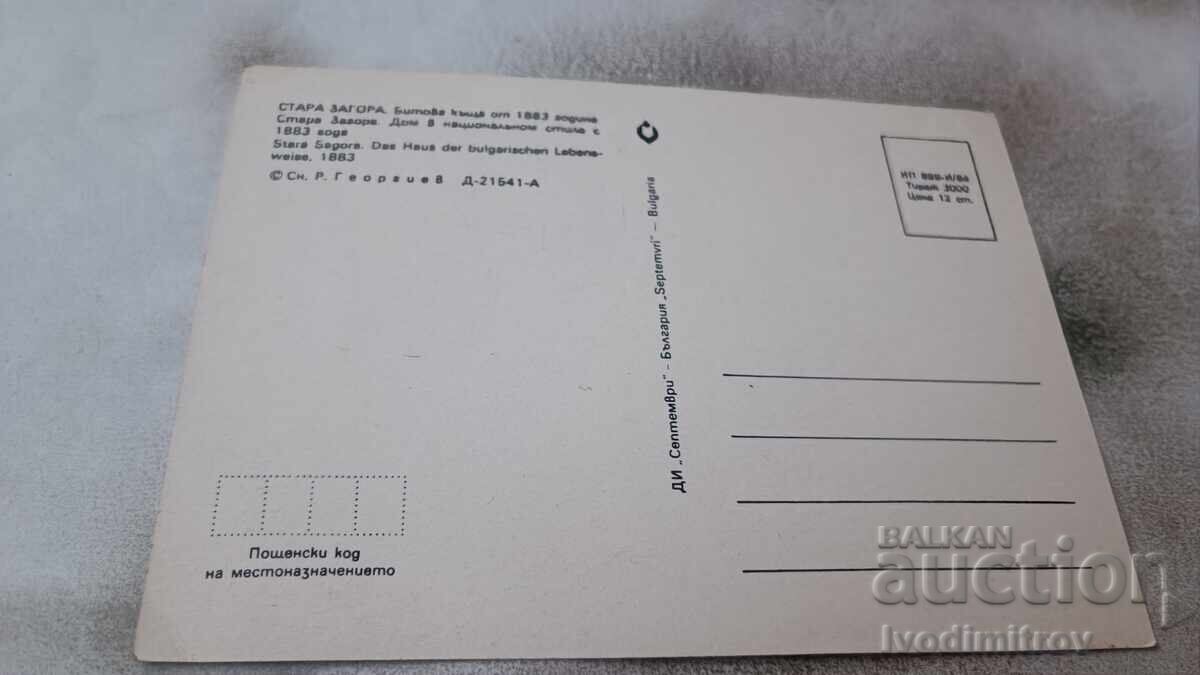 СТАРА ЗАГОРА. Битова къща от 1883 година
Стара Загора. Дом в национальном стиле с
1883 года
Stara Sagora. Das Haus der bulgarischen Lebens-
weise, 1883
© Сн. Р. Георгиев Д-21541-А
ДИ „Септември" – България „Septemvri" – Bulgaria
Тираж 3000
Цена 12 ст.
Пощенски код
на местоназначението
BALKAN
auction
Ivodimitrov